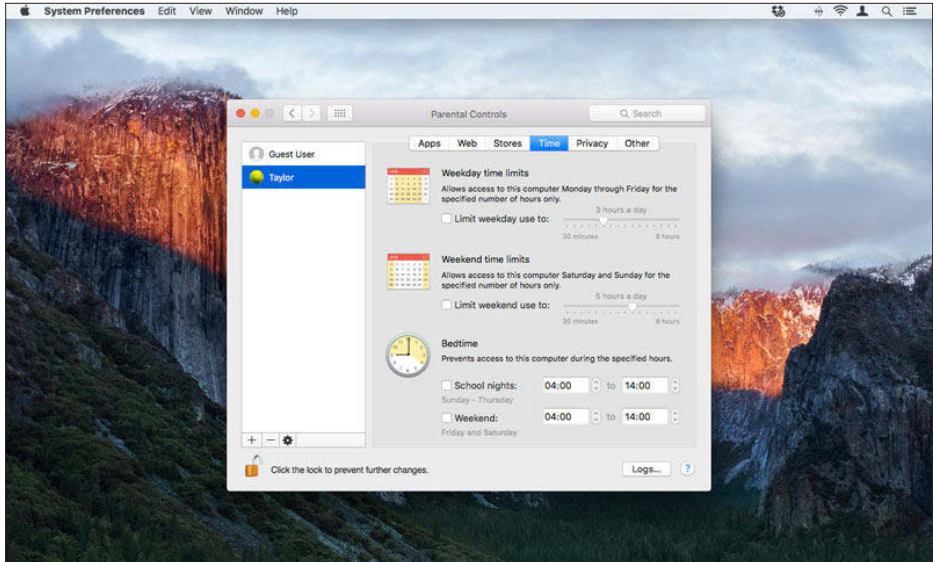 System Preferences Edit View Window Help
Parental Controls
Search
Guest User
Taylor
Apps Web Stores Time Privacy Other
Weekday time limits
Allows access to this computer Monday through Friday for the
specified number of hours only.
3 hours a day
Limit weekday use to:
30 minutes 8 hours
Weekend time limits
Allows access to this computer Saturday and Sunday for the
specified number of hours only.
5 hours a day
Limit weekend use to:
30 minutes 8 hours
Bedtime
Prevents access to this computer during the specified hours.
School nights: 04:00 to 14:00
Sunday – Thursday
Weekend: 04:00 to 14:00
Friday and Saturday
Click the lock to prevent further changes.
Logs... ?